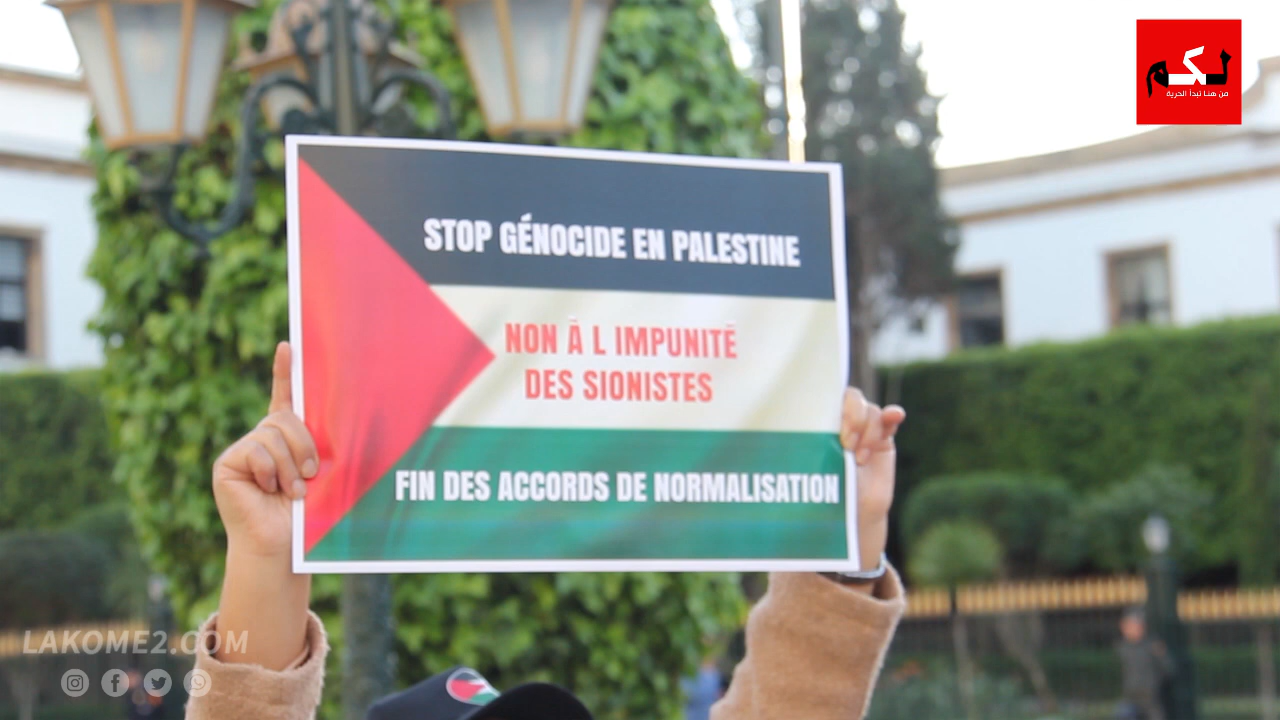 لكم
من هنا تبدأ الحرية
STOP GÉNOCIDE EN PALESTINE
NON À L IMPUNITÉ
DES SIONISTES
FIN DES ACCORDS DE NORMALISATION
LAKOME2.COM